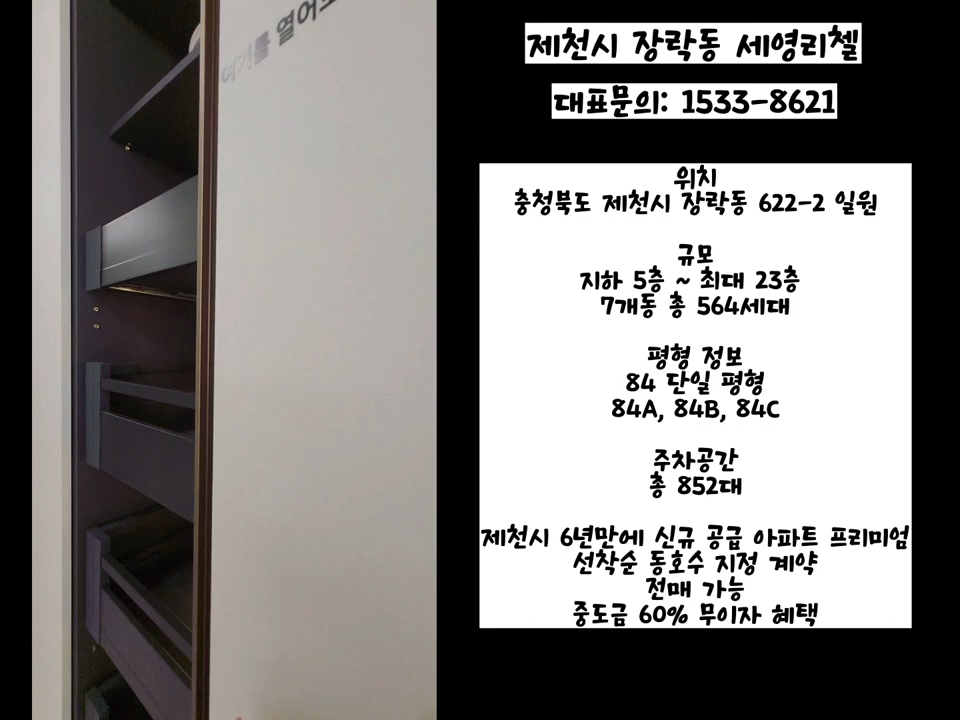 여기를 열어
제천시 장락동 세영리첼
대표문의: 1533-8621
위치
충청북도 제천시 장락동 622-2 일원
규모
지하 5층 ~ 최대 23층
7개동 총 564세대
평형 정보
84 단일 평형
84A, 84B, 84C
주차공간
총 852대
제천시 6년만에 신규 공급 아파트 프리미엄
선착순 동호수 지정 계약
전매 가능
중도금 60% 무이자 혜택